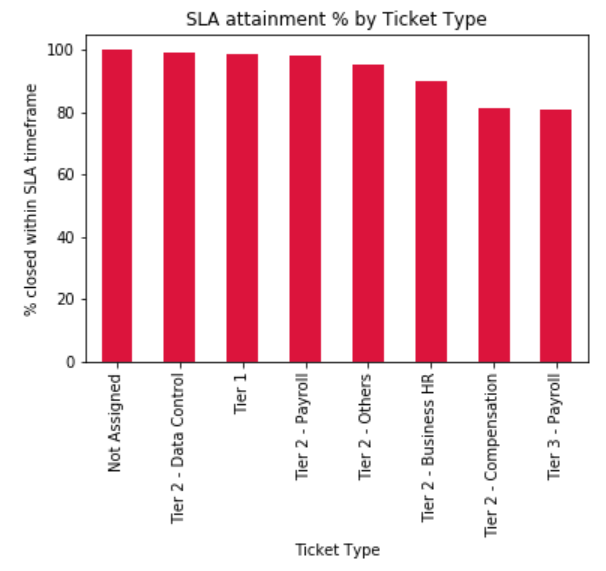 SLA attainment % by Ticket Type
% closed within SLA timeframe
100
80
60
40
20
0
Not Assigned
Tier 2 - Data Control
Tier 1
Tier 2 - Payroll
Tier 2 - Others
Tier 2 - Business HR
Tier 2 - Compensation
Tier 3 - Payroll
Ticket Type